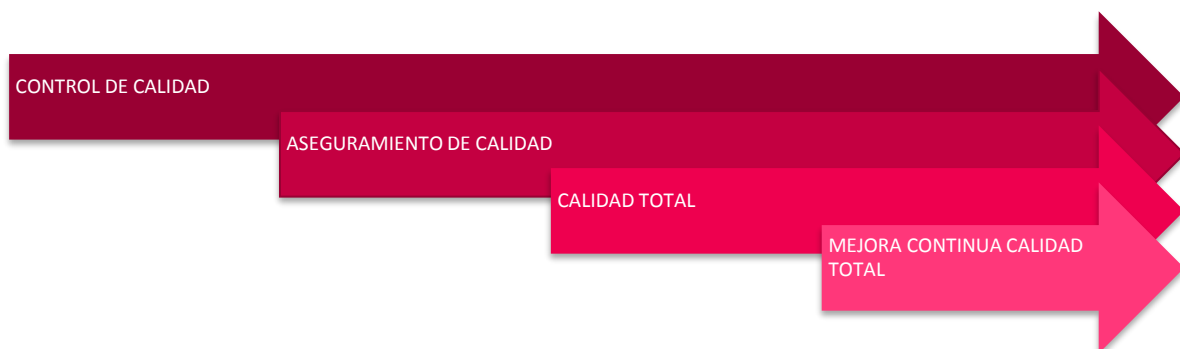 CONTROL DE CALIDAD
ASEGURAMIENTO DE CALIDAD
CALIDAD TOTAL
MEJORA CONTINUA CALIDAD
TOTAL